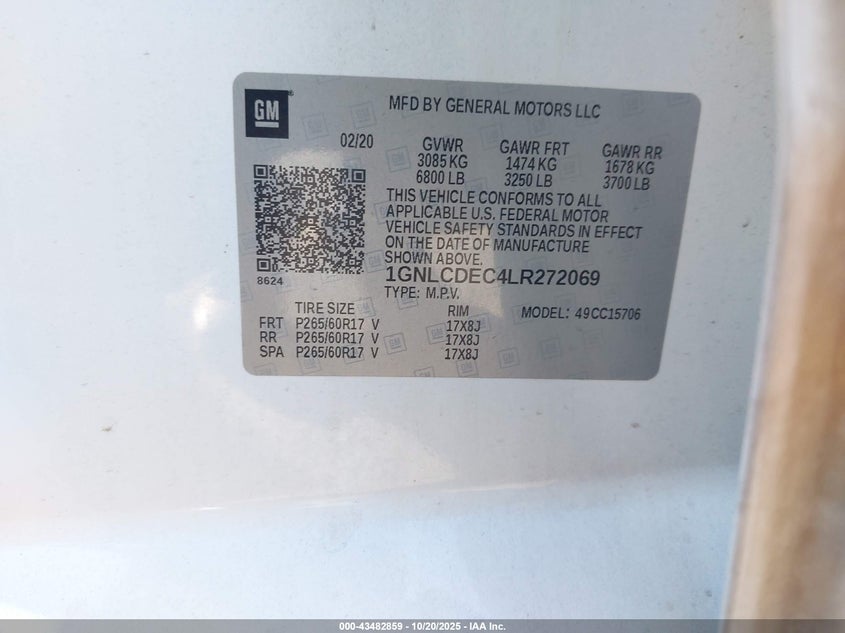 GM
MFD BY GENERAL MOTORS LLC
02/20 GVWR GAWR FRT GAWR RR
3085 KG 1474 KG 1678 KG
6800 LB 3250 LB 3700 LB
THIS VEHICLE CONFORMS TO ALL
APPLICABLE U.S. FEDERAL MOTOR
VEHICLE SAFETY STANDARDS IN EFFECT
ON THE DATE OF MANUFACTURE
SHOWN ABOVE.
8624
1GNLCDEC4LR272069
TYPE: M.P.V.
TIRE SIZE RIM MODEL: 49CC15706
FRT P265/60R17 V 17X8J
RR P265/60R17 V 17X8J
SPA P265/60R17 V 17X8J
000-43482859 - 10/20/2025 - IAA Inc.